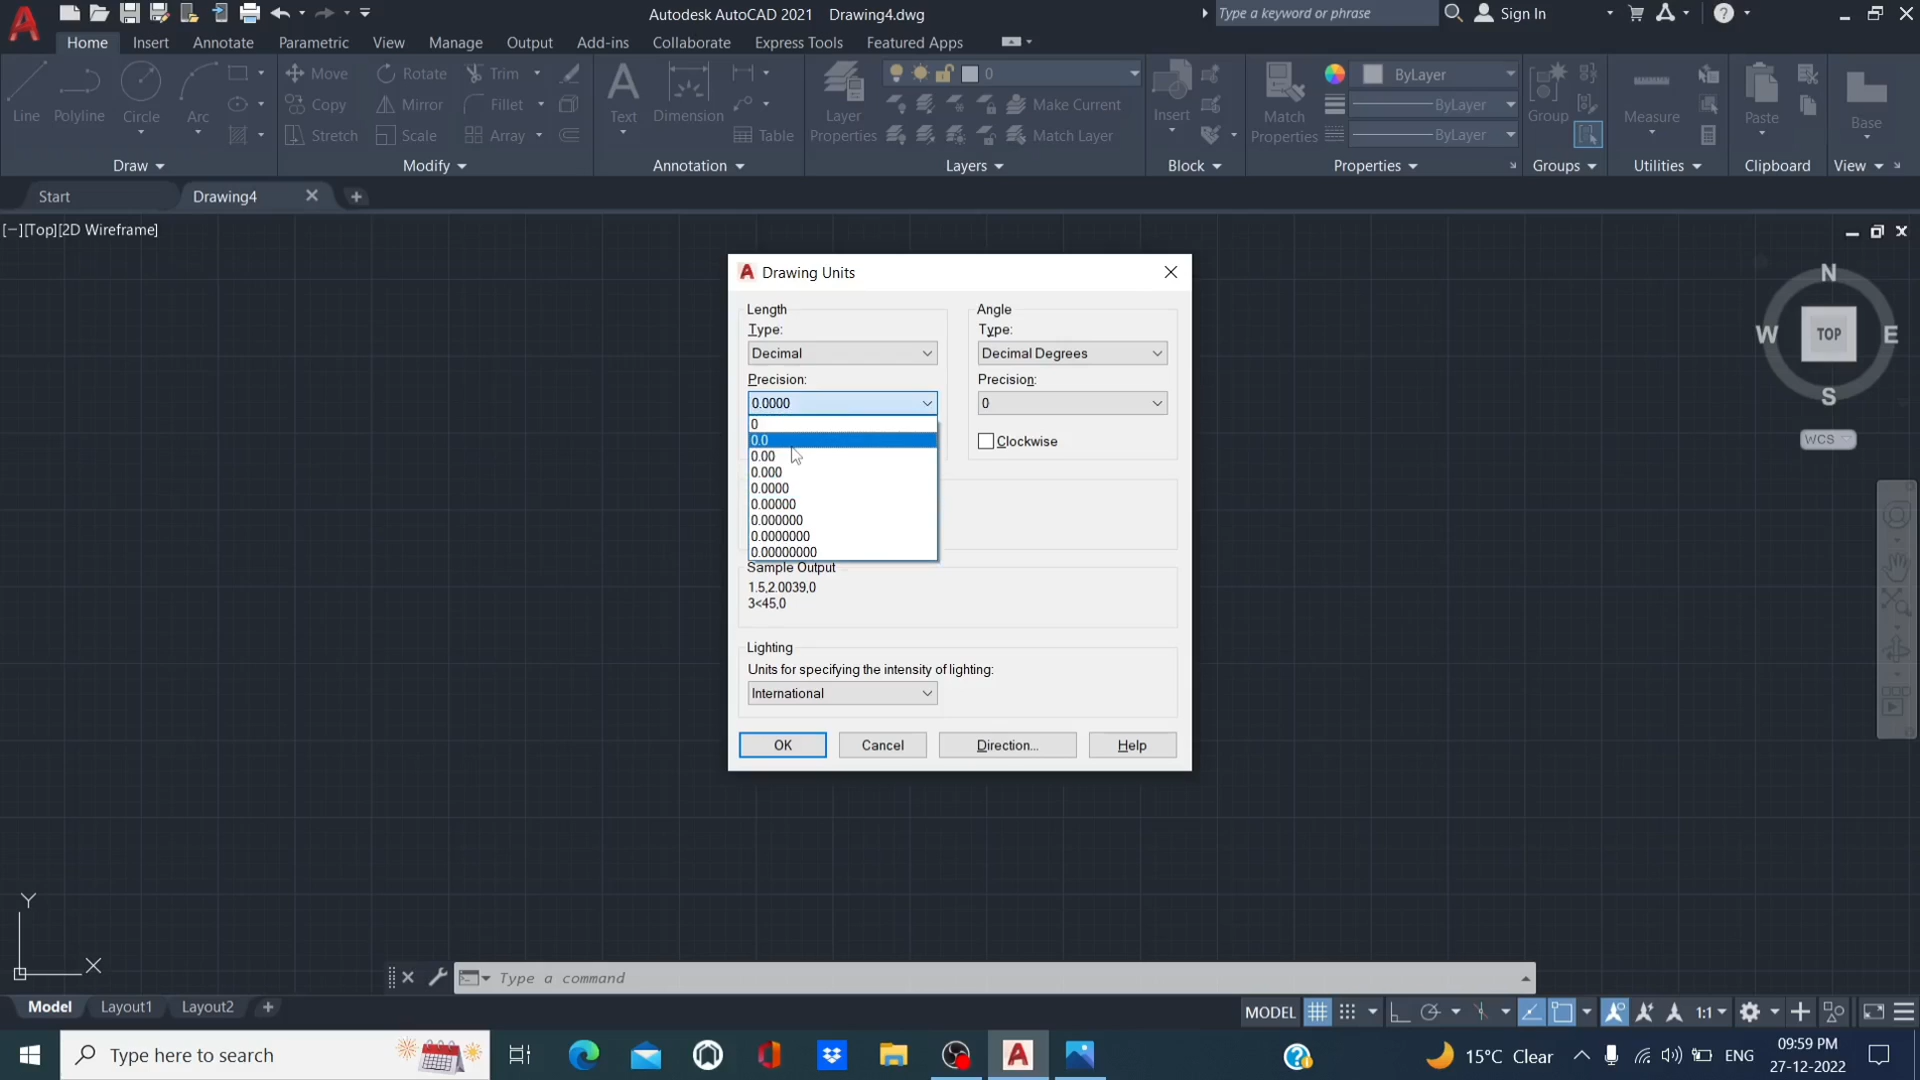 Autodesk AutoCAD 2021 Drawing4.dwg
Type a keyword or phrase
Sign In
Home Insert Annotate Parametric View Manage Output Add-ins Collaborate Express Tools Featured Apps
Line Polyline Circle Arc
Move Rotate Trim
Copy Mirror Fillet
Stretch Scale Array
Text Dimension
Table
Layer Properties
0
Make Current
Match Layer
Insert
Match Properties
ByLayer
ByLayer
ByLayer
Group
Measure
Paste
Base
Draw Modify Annotation Layers Block Properties Groups Utilities Clipboard View
Start Drawing4
[−][Top][2D Wireframe]
N
W TOP E
S
WCS
Drawing Units
Length
Type:
Decimal
Precision:
0.0000
0
0.0
0.00
0.000
0.0000
0.00000
0.000000
0.0000000
0.00000000
Angle
Type:
Decimal Degrees
Precision:
0
Clockwise
Sample Output
1.5,2.0039,0
3<45,0
Lighting
Units for specifying the intensity of lighting:
International
OK Cancel Direction... Help
Y
X
Type a command
Model Layout1 Layout2
MODEL 1:1
Type here to search
15°C Clear
ENG
09:59 PM
27-12-2022